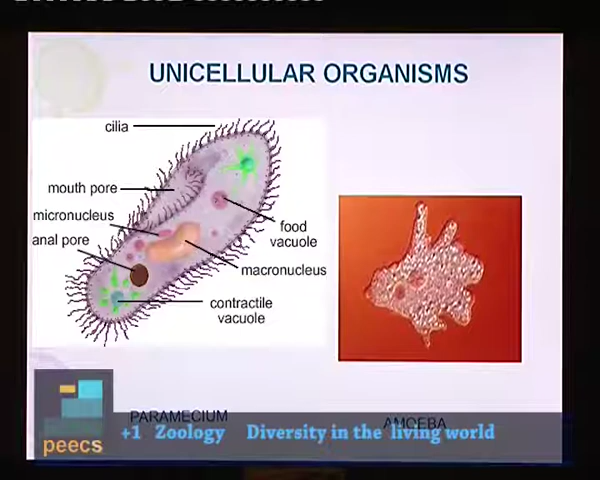 UNICELLULAR ORGANISMS
cilia
mouth pore
micronucleus
anal pore
food
vacuole
macronucleus
contractile
vacuole
PARAMECIUM
AMOEBA
peecs
+1 Zoology Diversity in the living world